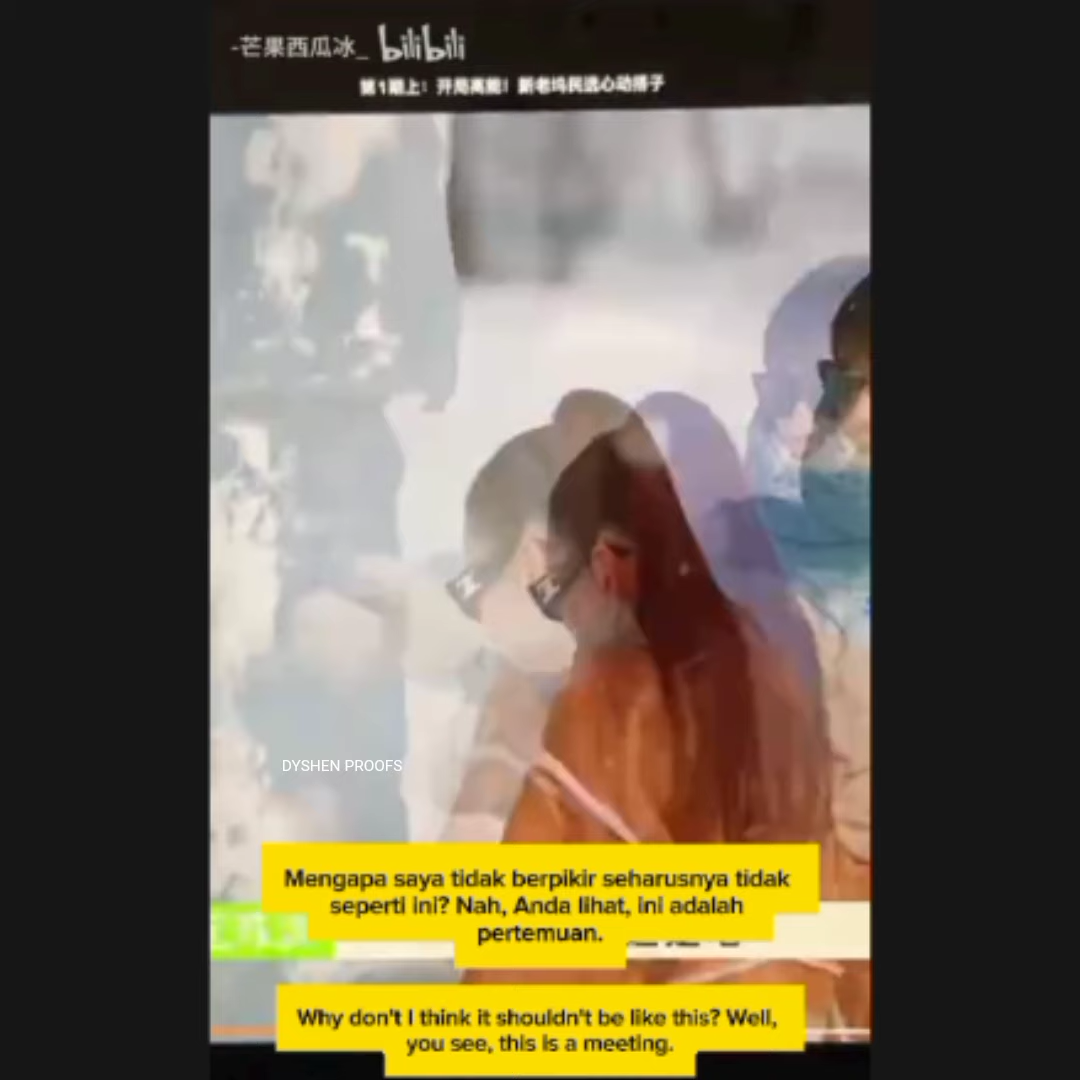 -芒果西瓜冰_ bilibili
第1期上：开局高能！新老坞民选心动搭子
DYSHEN PROOFS
Mengapa saya tidak berpikir seharusnya tidak
seperti ini? Nah, Anda lihat, ini adalah
pertemuan.
Why don't I think it shouldn't be like this? Well,
you see, this is a meeting.